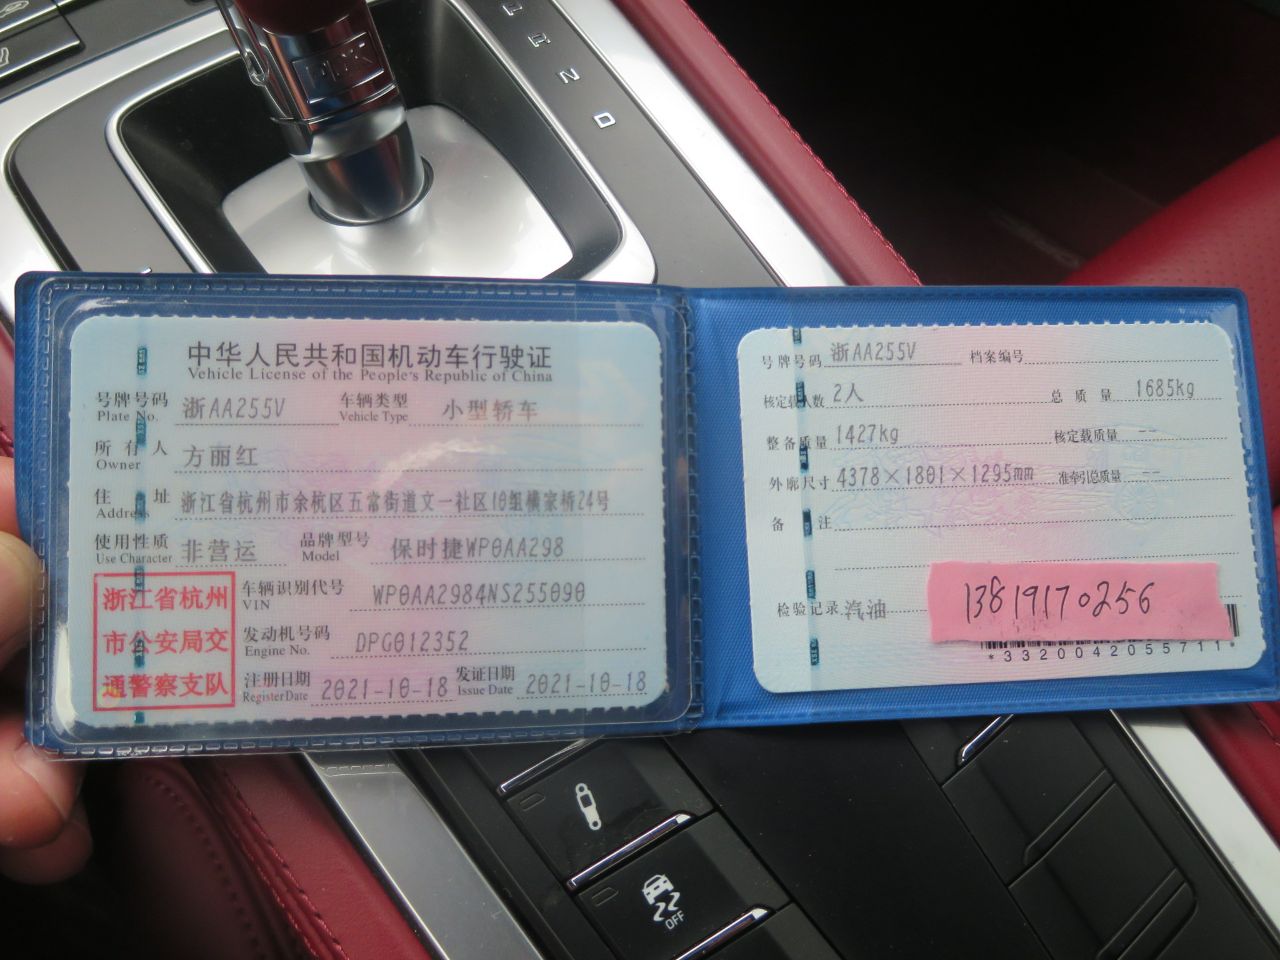 PDK
R
N
D
中华人民共和国机动车行驶证
Vehicle License of the People's Republic of China
号牌号码 浙AA255V 车辆类型 小型轿车
Plate No. Vehicle Type
所有人 方丽红
Owner
住址 浙江省杭州市余杭区五常街道文一社区10组横家桥24号
Address
使用性质 非营运 品牌型号 保时捷WP0AA298
Use Character Model
浙江省杭州
市公安局交
通警察支队
车辆识别代号 WP0AA2984NS255090
VIN
发动机号码 DPG012352
Engine No.
注册日期 2021-10-18 发证日期 2021-10-18
Register Date Issue Date
号牌号码 浙AA255V 档案编号
核定载人数 2人 总质量 1685kg
整备质量 1427kg 核定载质量 --
外廓尺寸 4378×1801×1295mm 准牵引总质量 --
备注
检验记录 汽油
13819170256
*3320042055711*
OFF